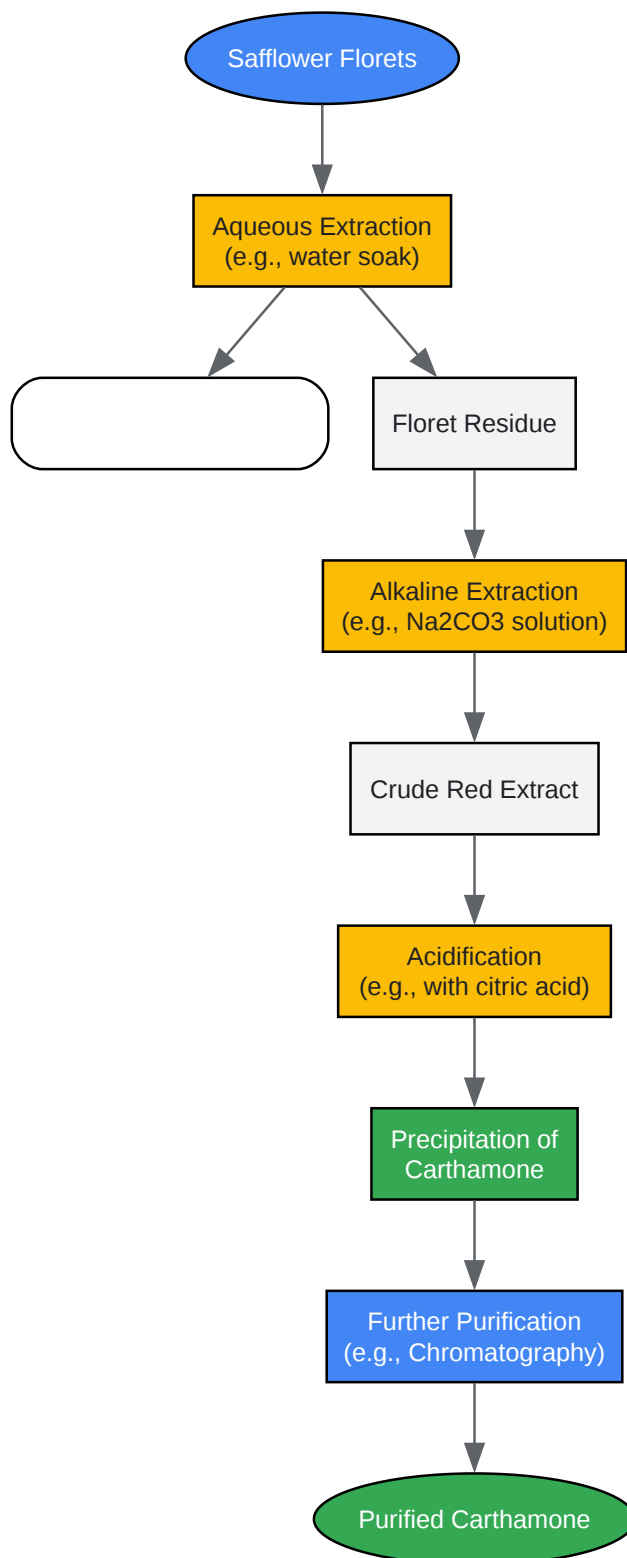 Safflower Florets
Aqueous Extraction
(e.g., water soak)
Floret Residue
Alkaline Extraction
(e.g., Na2CO3 solution)
Crude Red Extract
Acidification
(e.g., with citric acid)
Precipitation of
Carthamone
Further Purification
(e.g., Chromatography)
Purified Carthamone